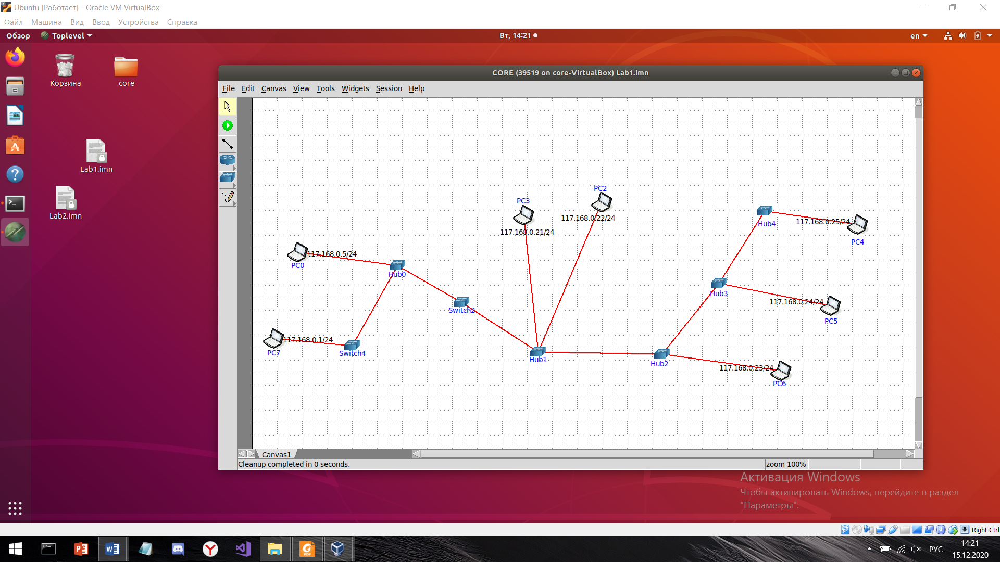 Ubuntu [Работает] - Oracle VM VirtualBox
Файл Машина Вид Ввод Устройства Справка
Обзор Toplevel Вт, 14:21 en
Корзина core
Lab1.imn
Lab2.imn
CORE (39519 on core-VirtualBox) Lab1.imn
File Edit Canvas View Tools Widgets Session Help
PC2
PC3
117.168.0.22/24
117.168.0.21/24
Hub4
117.168.0.25/24
PC4
117.168.0.5/24
PC0
Hub0
Hub3
117.168.0.24/24
Switch2
PC5
117.168.0.1/24
PC7
Switch4
Hub1
Hub2
117.168.0.23/24
PC6
Canvas1
Cleanup completed in 0 seconds. zoom 100%
Активация Windows
Чтобы активировать Windows, перейдите в раздел
"Параметры".
Right Ctrl
РУС
14:21
15.12.2020